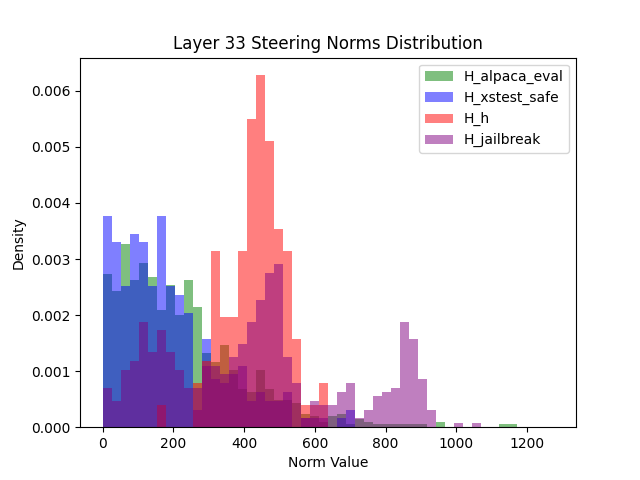 Layer 33 Steering Norms Distribution
H_alpaca_eval
H_xstest_safe
H_h
H_jailbreak
0.006
0.005
0.004
0.003
0.002
0.001
0.000
Density
0 200 400 600 800 1000 1200
Norm Value